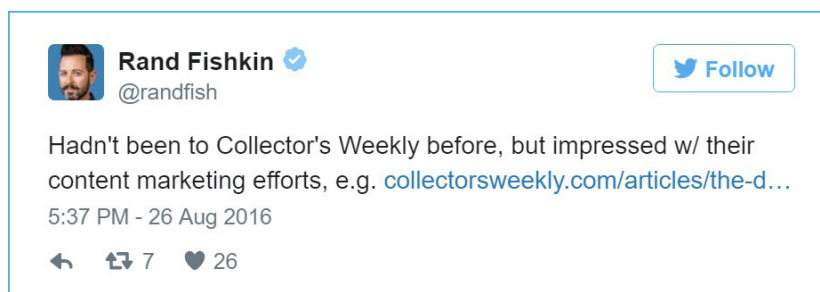 Rand Fishkin
@randfish
Follow
Hadn't been to Collector's Weekly before, but impressed w/ their
content marketing efforts, e.g. collectorsweekly.com/articles/the-d…
5:37 PM - 26 Aug 2016
7 26